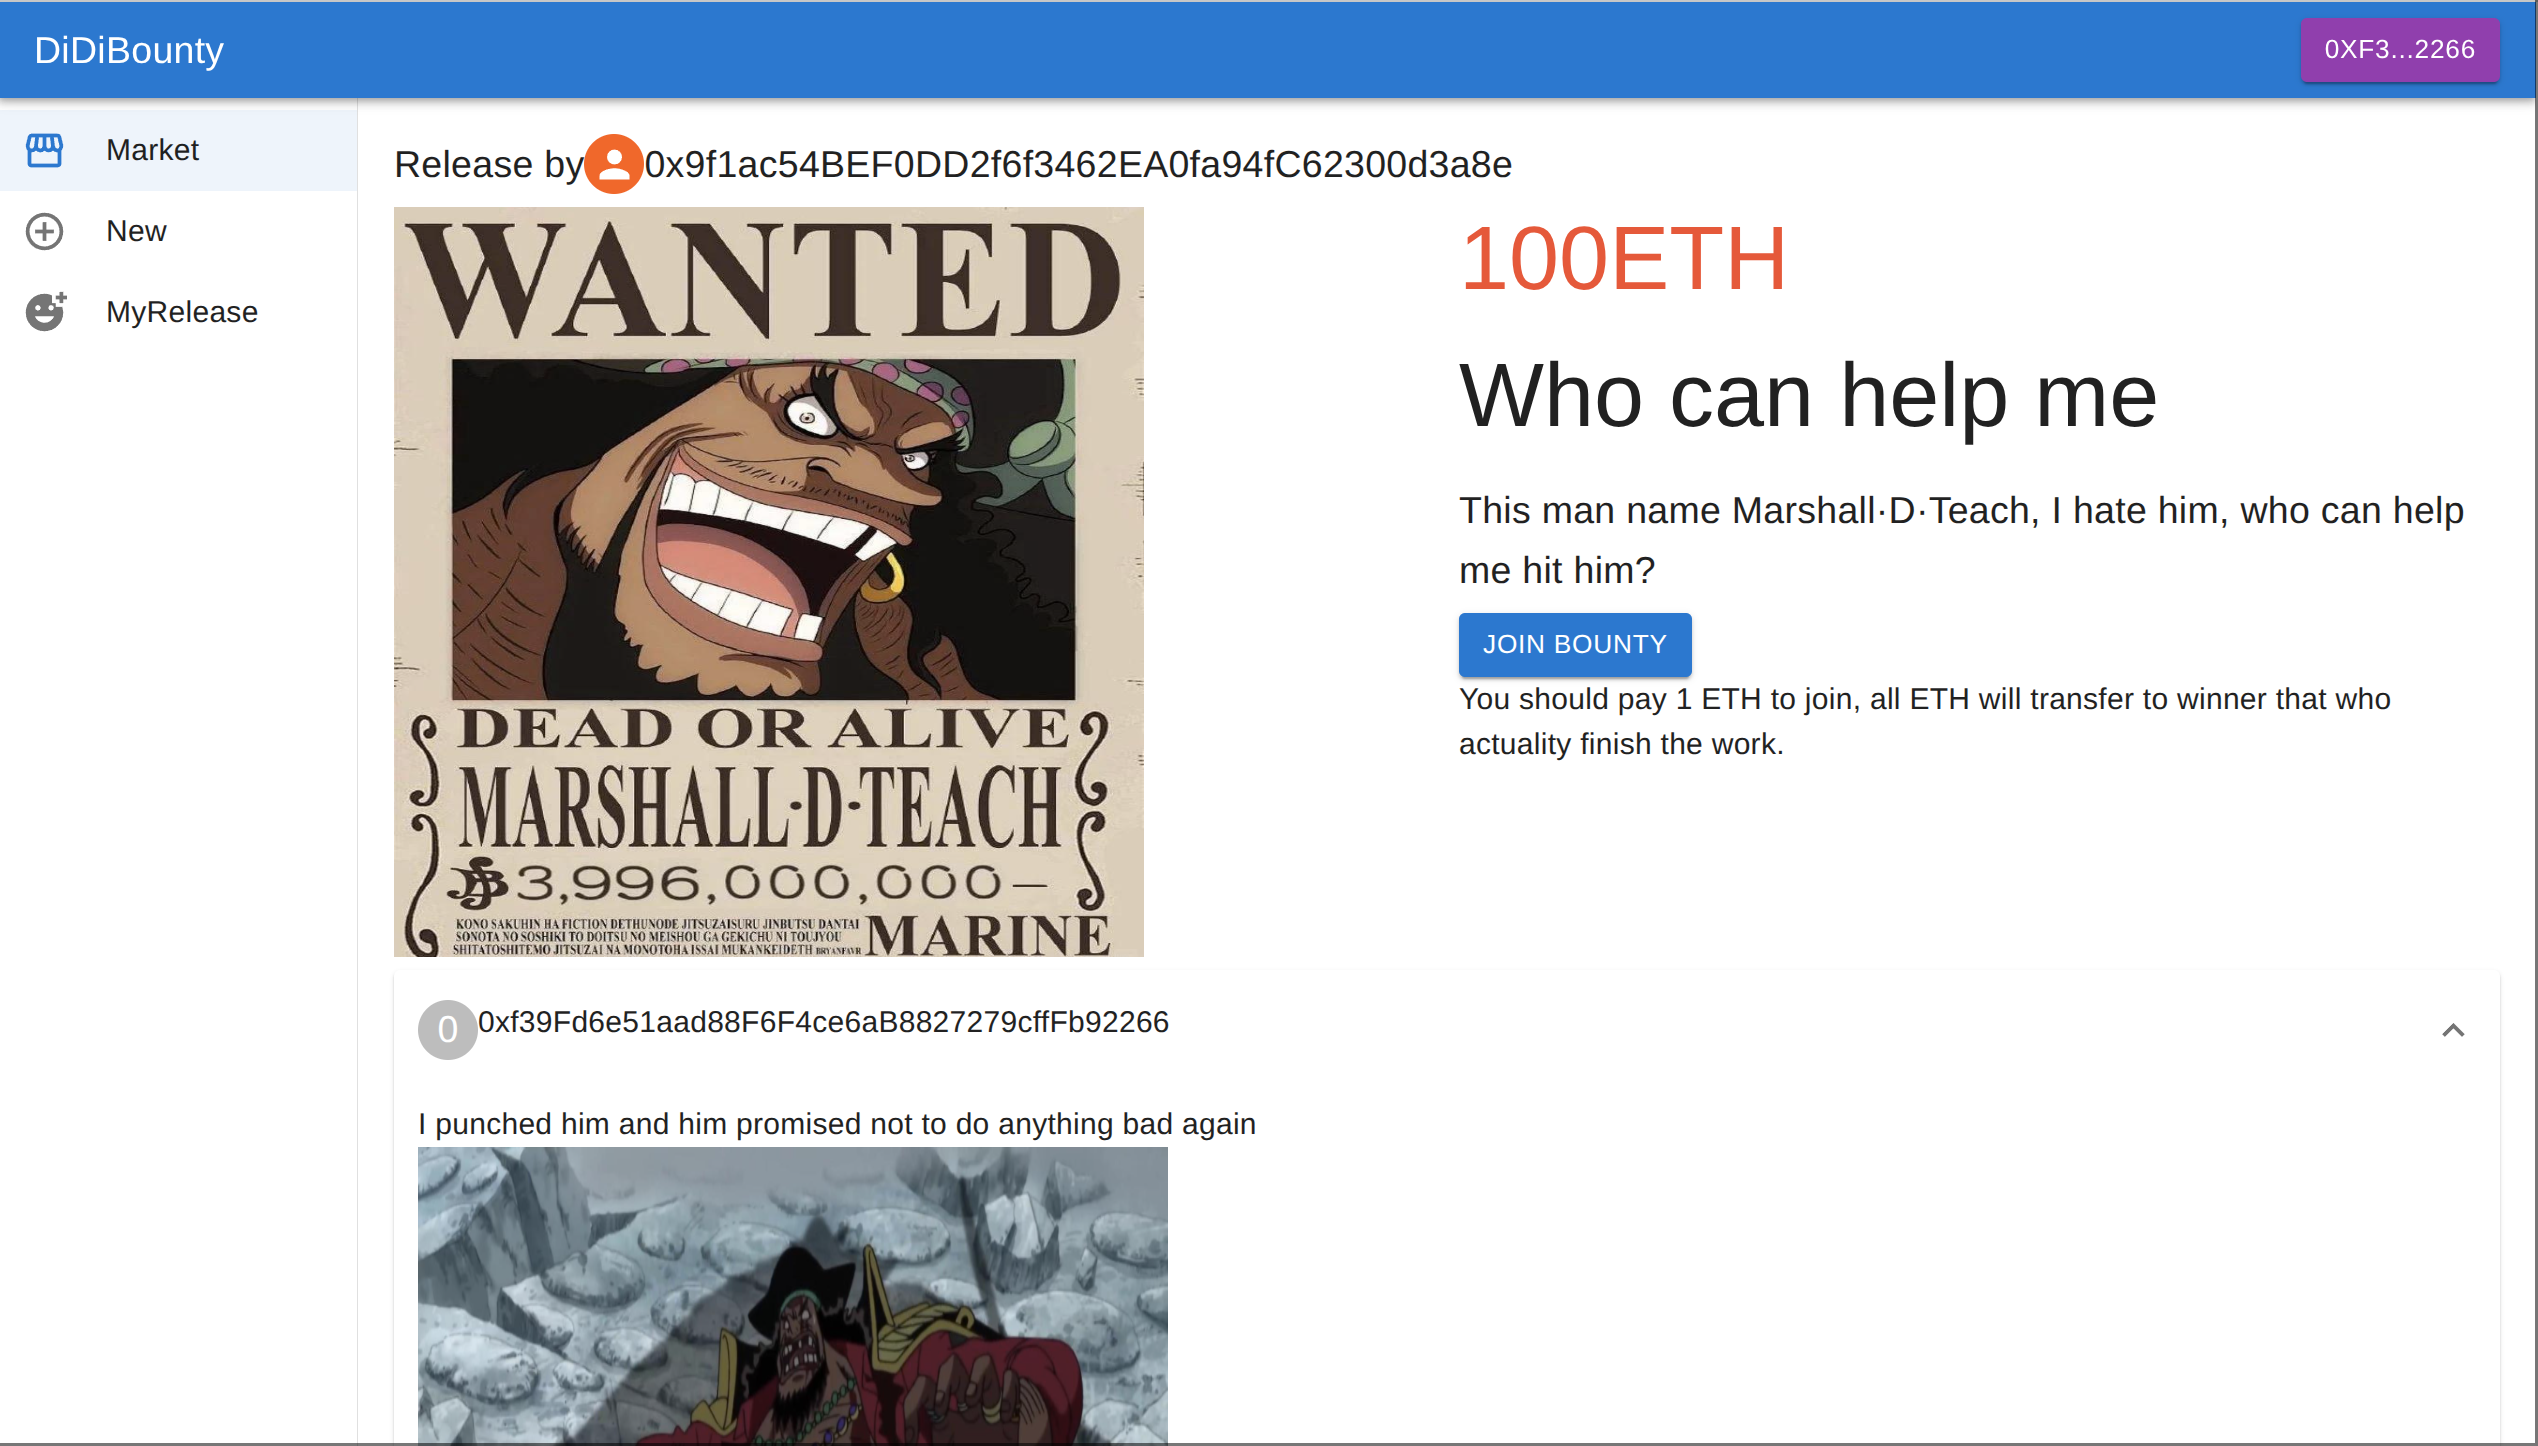 DiDiBounty
0XF3...2266
Market
New
MyRelease
Release by 0x9f1ac54BEF0DD2f6f3462EA0fa94fC62300d3a8e
WANTED
DEAD OR ALIVE
MARSHALL·D·TEACH
3,996,000,000-
KONO SAKUHIN HA FICTION DETHUNODE JITSUZAISURU JINBUTSU DANTAI
SONOTA NO SOSHIKI TO DOITSU NO MEISHOU GA GEKICHU NI TOUJYOU
SHITATOSHITEMO JITSUZAI NA MONOTOHA ISSAI MUKANKEIDETH
MARINE
100ETH
Who can help me
This man name Marshall·D·Teach, I hate him, who can help
me hit him?
JOIN BOUNTY
You should pay 1 ETH to join, all ETH will transfer to winner that who
actuality finish the work.
0
0xf39Fd6e51aad88F6F4ce6aB8827279cffFb92266
I punched him and him promised not to do anything bad again